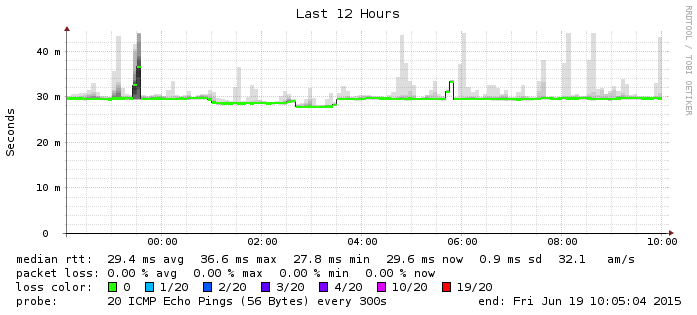 Last 12 Hours
RRDTOOL / TOBI OETIKER
Seconds
40 m
30 m
20 m
10 m
0
00:00 02:00 04:00 06:00 08:00 10:00
median rtt: 29.4 ms avg 36.6 ms max 27.8 ms min 29.6 ms now 0.9 ms sd 32.1 am/s
packet loss: 0.00 % avg 0.00 % max 0.00 % min 0.00 % now
loss color: 0 1/20 2/20 3/20 4/20 10/20 19/20
probe: 20 ICMP Echo Pings (56 Bytes) every 300s end: Fri Jun 19 10:05:04 2015